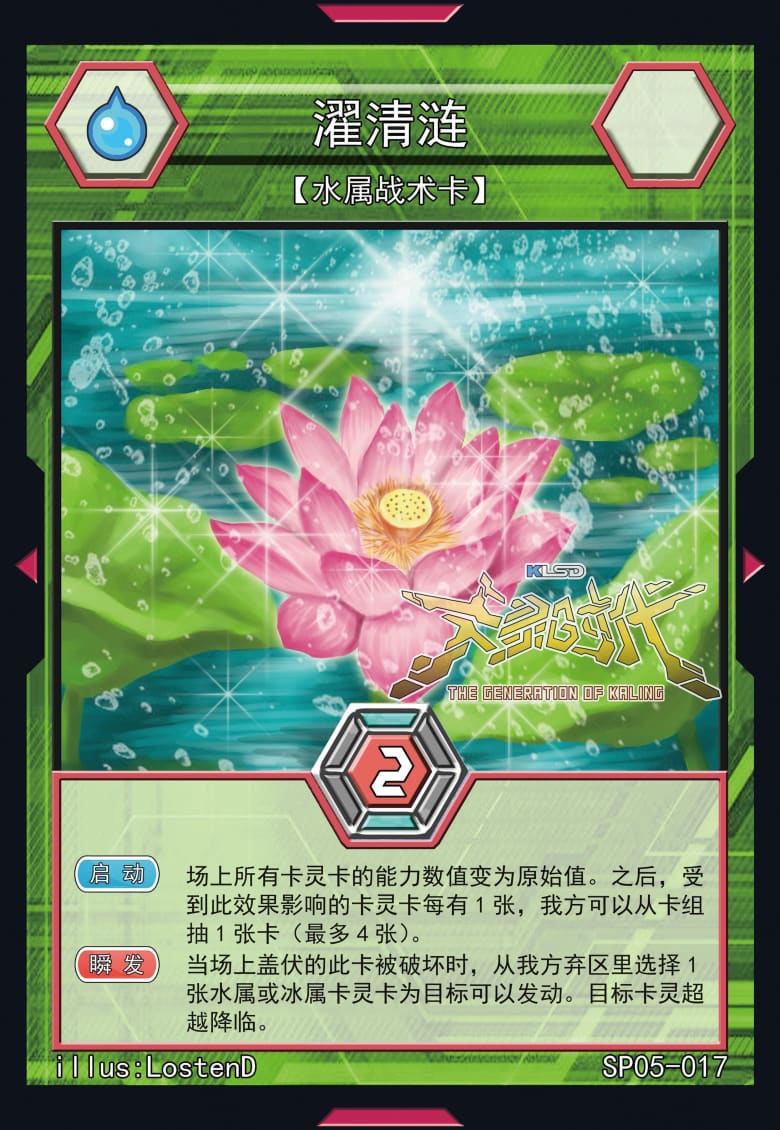 濯清涟
【水属战术卡】
KLSD
卡灵时代
THE GENERATION OF KALING
2
启动
场上所有卡灵卡的能力数值变为原始值。之后，受
到此效果影响的卡灵卡每有1张，我方可以从卡组
抽1张卡（最多4张）。
瞬发
当场上盖伏的此卡被破坏时，从我方弃区里选择1
张水属或冰属卡灵卡为目标可以发动。目标卡灵超
越降临。
illus:LostenD
SP05-017